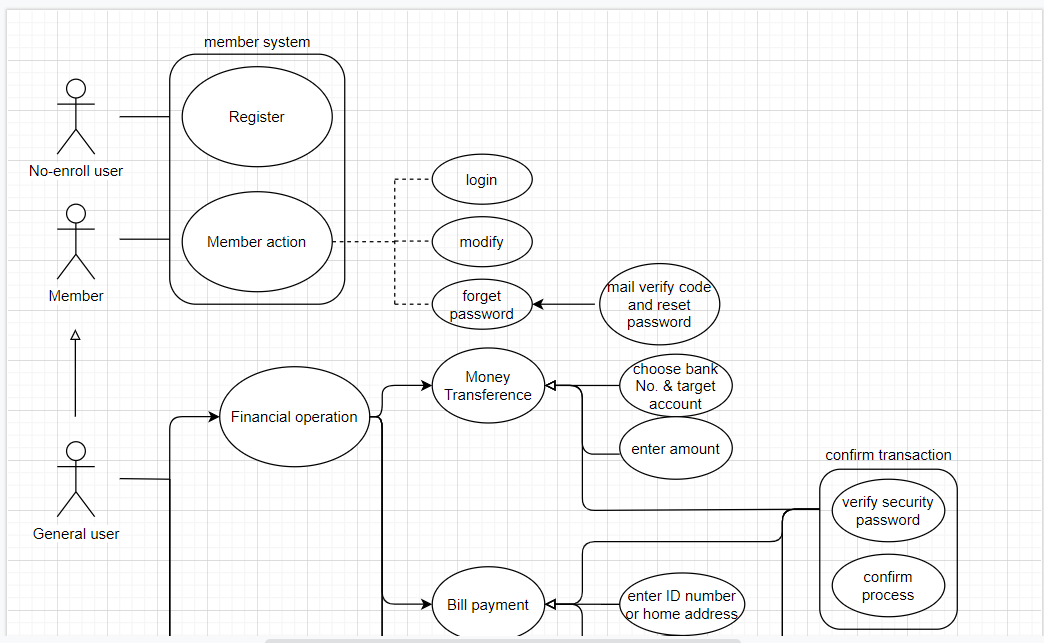 member system
Register
No-enroll user
login
Member action
modify
Member
forget
password
mail verify code
and reset
password
Money
Transference
choose bank
No. & target
account
Financial operation
enter amount
confirm transaction
verify security
password
General user
confirm
process
Bill payment
enter ID number
or home address